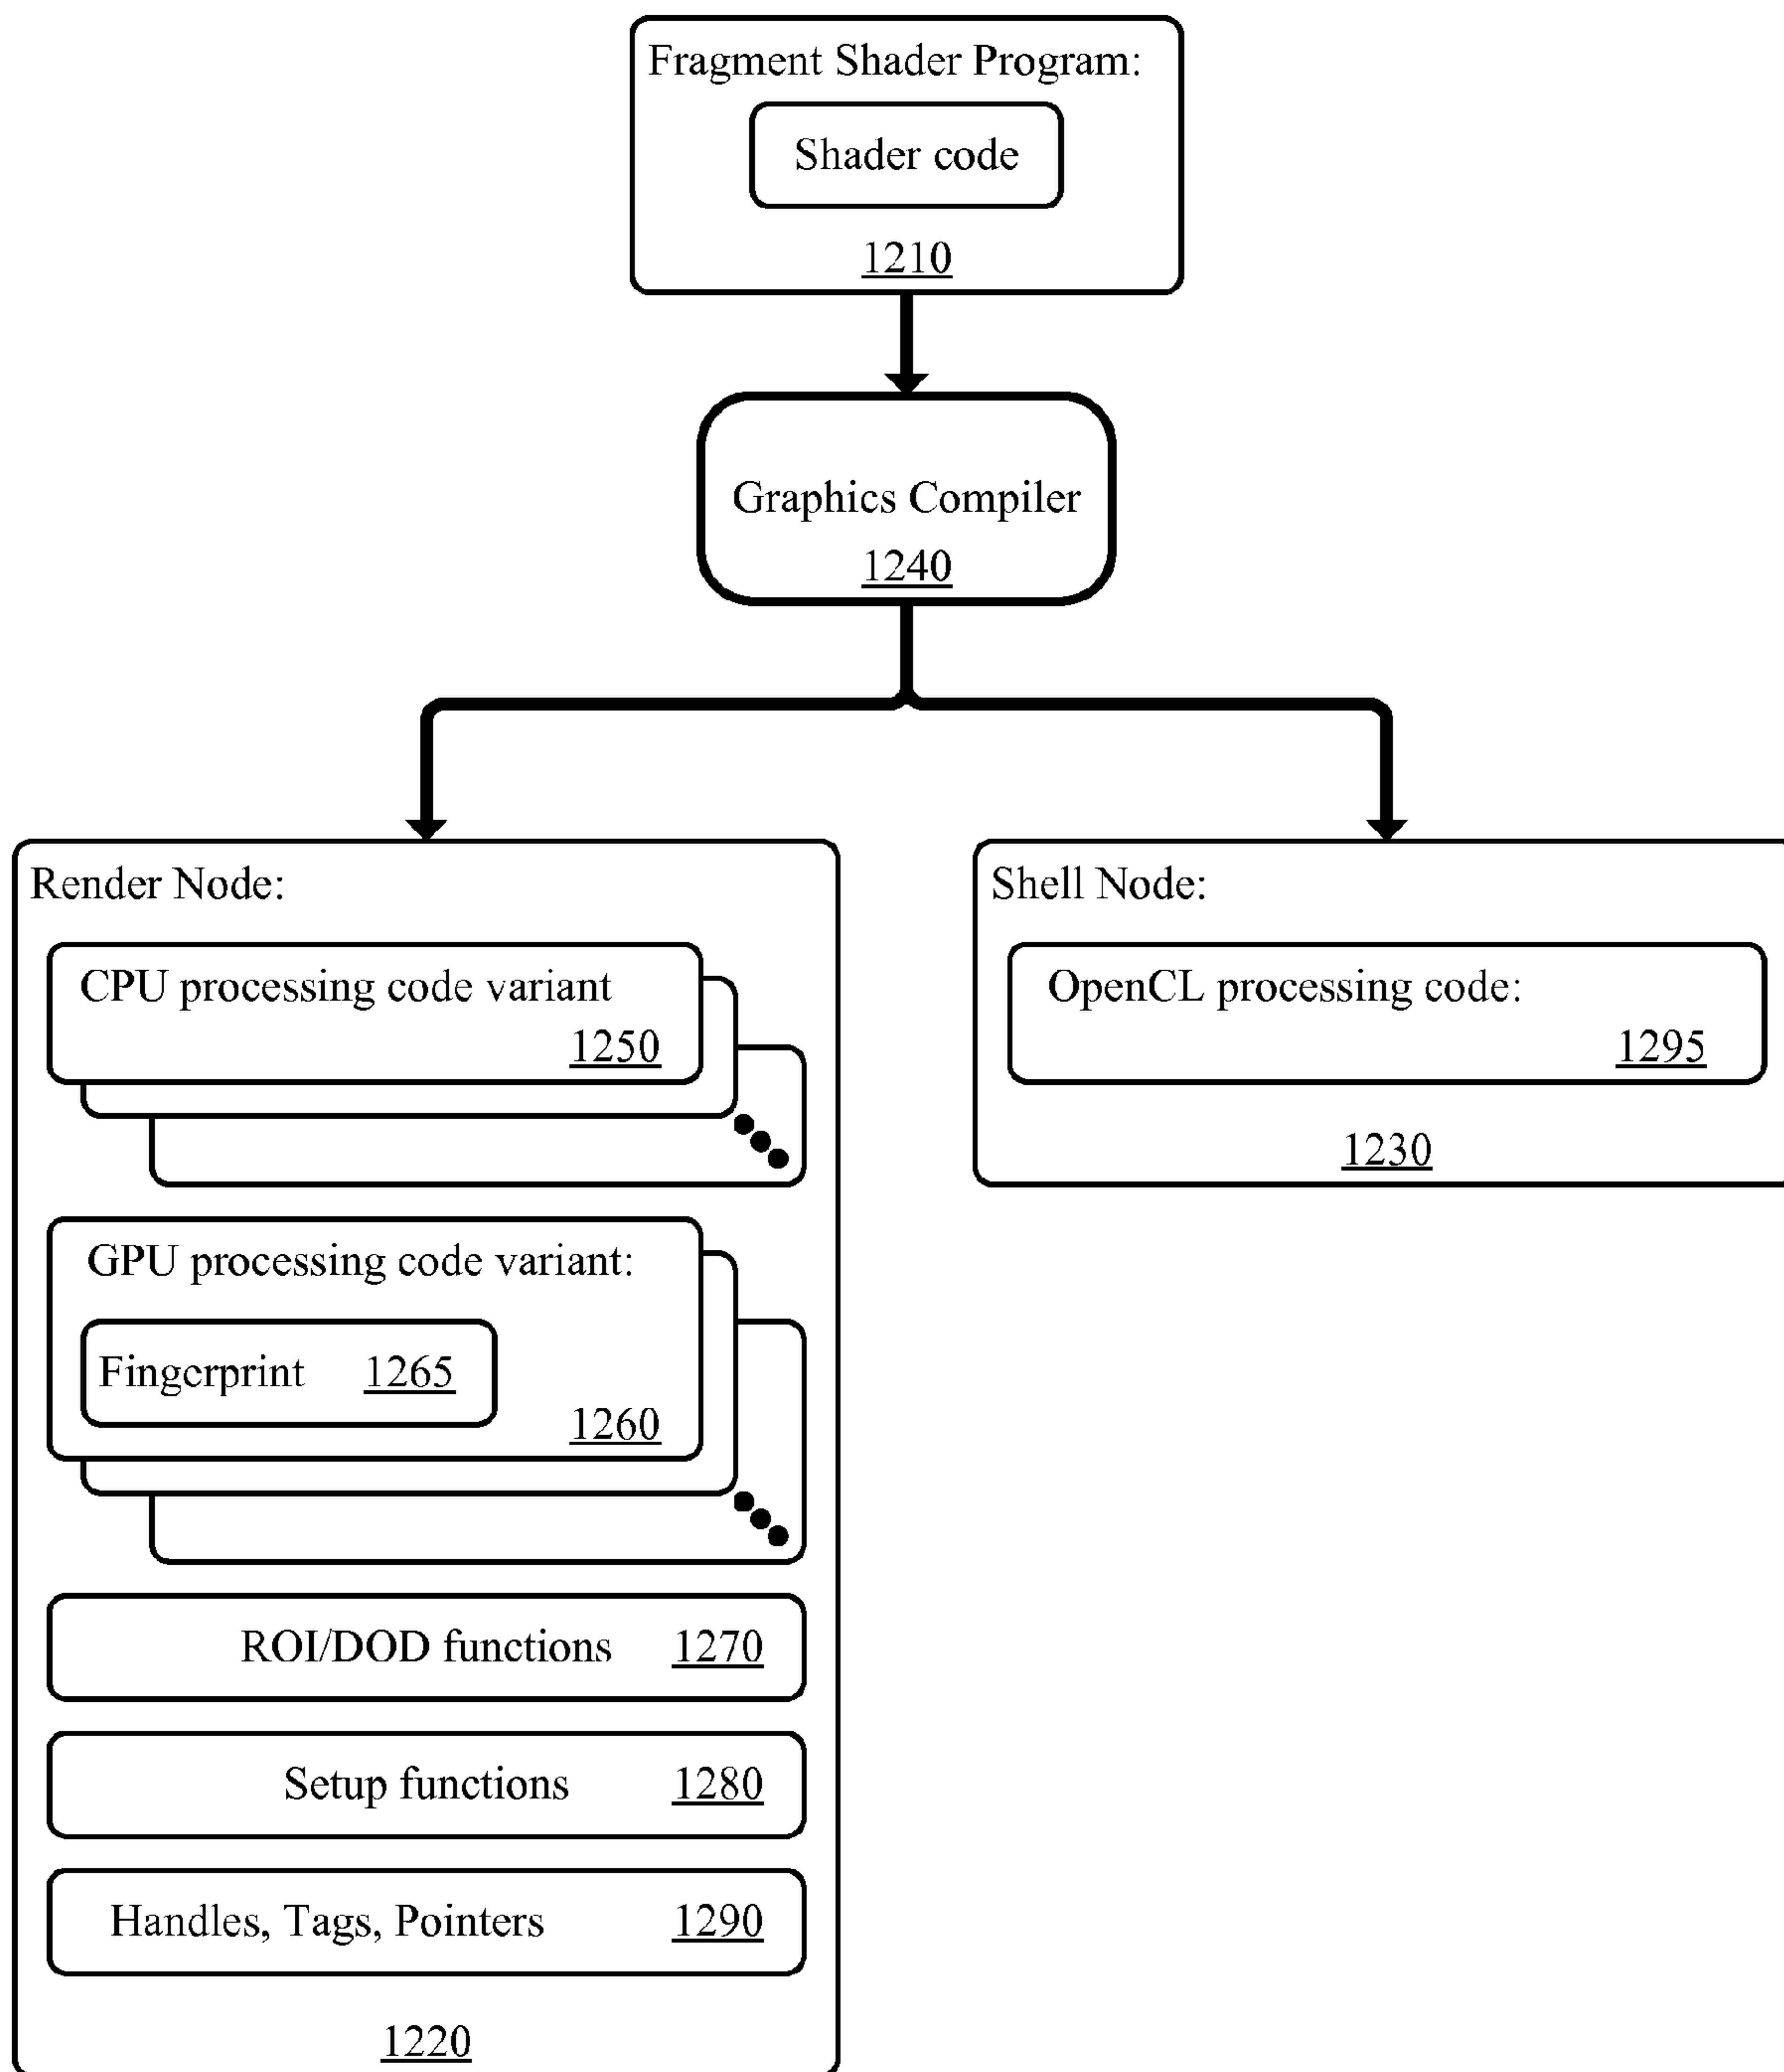 Fragment Shader Program:
Shader code
1210
Graphics Compiler
1240
Render Node:
CPU processing code variant
1250
GPU processing code variant:
Fingerprint 1265
1260
ROI/DOD functions 1270
Setup functions 1280
Handles, Tags, Pointers 1290
1220
Shell Node:
OpenCL processing code:
1295
1230